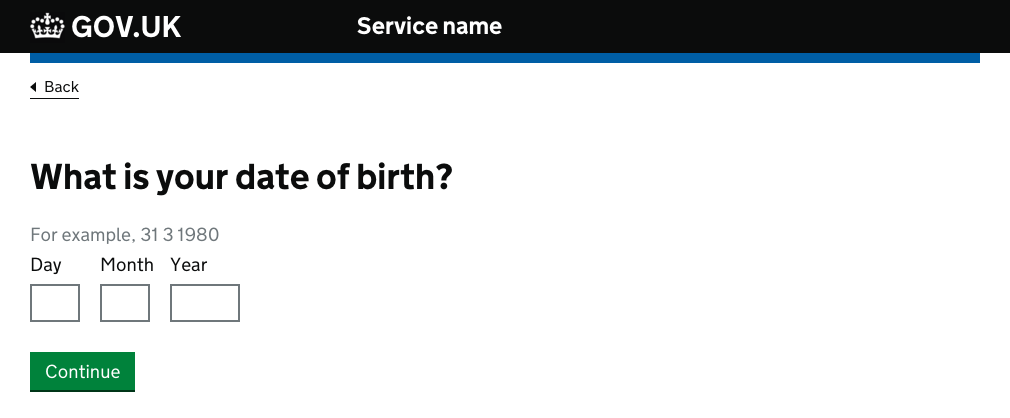 GOV.UK Service name
Back
What is your date of birth?
For example, 31 3 1980
Day Month Year
Continue